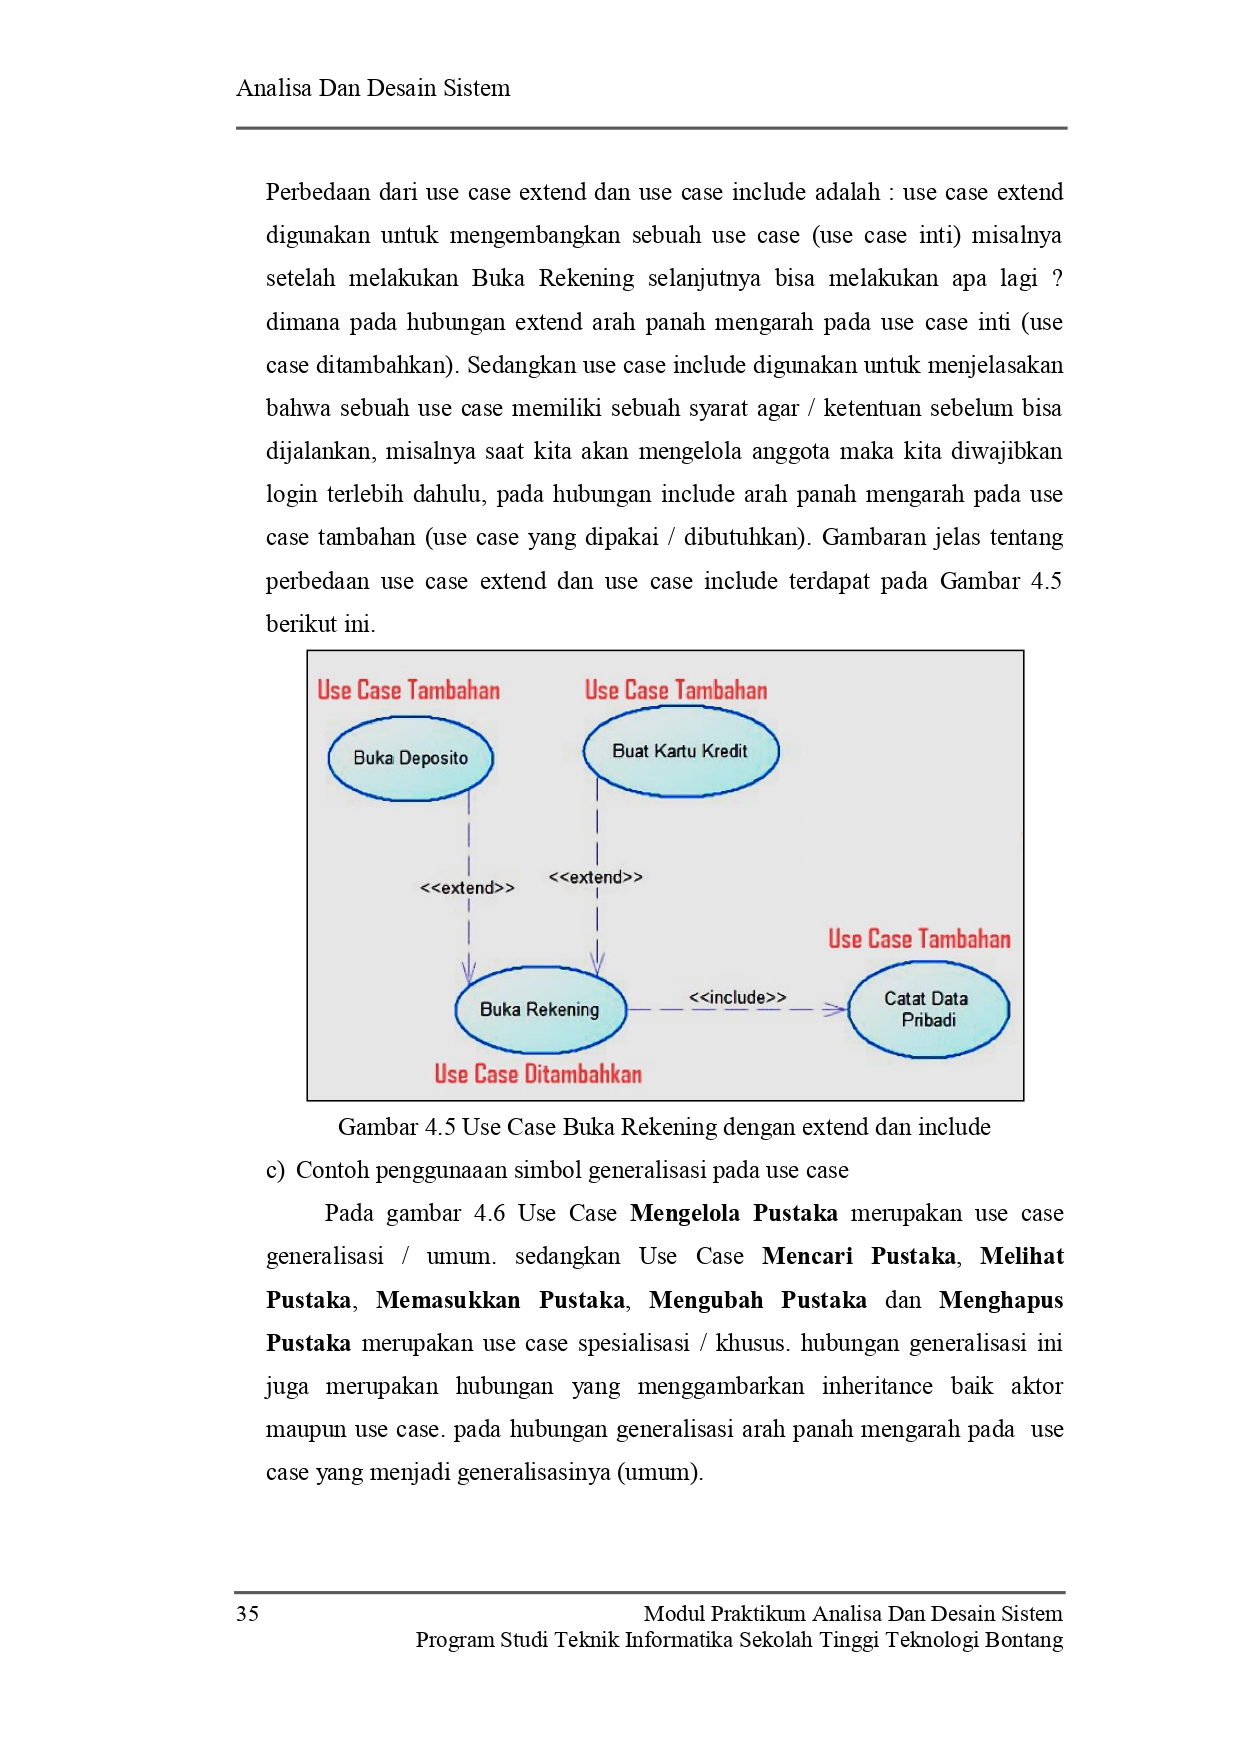 Analisa Dan Desain Sistem
Perbedaan dari use case extend dan use case include adalah : use case extend
digunakan untuk mengembangkan sebuah use case (use case inti) misalnya
setelah melakukan Buka Rekening selanjutnya bisa melakukan apa lagi ?
dimana pada hubungan extend arah panah mengarah pada use case inti (use
case ditambahkan). Sedangkan use case include digunakan untuk menjelasakan
bahwa sebuah use case memiliki sebuah syarat agar / ketentuan sebelum bisa
dijalankan, misalnya saat kita akan mengelola anggota maka kita diwajibkan
login terlebih dahulu, pada hubungan include arah panah mengarah pada use
case tambahan (use case yang dipakai / dibutuhkan). Gambaran jelas tentang
perbedaan use case extend dan use case include terdapat pada Gambar 4.5
berikut ini.
Use Case Tambahan
Use Case Tambahan
Buka Deposito
Buat Kartu Kredit
<<extend>>
<<extend>>
Use Case Tambahan
Buka Rekening
<<include>>
Catat Data
Pribadi
Use Case Ditambahkan
Gambar 4.5 Use Case Buka Rekening dengan extend dan include
c) Contoh penggunaaan simbol generalisasi pada use case
Pada gambar 4.6 Use Case Mengelola Pustaka merupakan use case
generalisasi / umum. sedangkan Use Case Mencari Pustaka, Melihat
Pustaka, Memasukkan Pustaka, Mengubah Pustaka dan Menghapus
Pustaka merupakan use case spesialisasi / khusus. hubungan generalisasi ini
juga merupakan hubungan yang menggambarkan inheritance baik aktor
maupun use case. pada hubungan generalisasi arah panah mengarah pada use
case yang menjadi generalisasinya (umum).
35
Modul Praktikum Analisa Dan Desain Sistem
Program Studi Teknik Informatika Sekolah Tinggi Teknologi Bontang